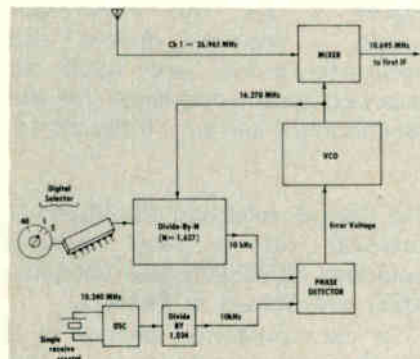 Ch 1 — 26.965 MHz
MIXER
10.695 MHz
to first IF
16.270 MHz
VCO
Digital
Selector
40 1 2
Divide-By-N
(N= 1,627)
10 kHz
Error Voltage
PHASE
DETECTOR
10.240 MHz
OSC
Divide
BY
1,024
10kHz
Single
receive